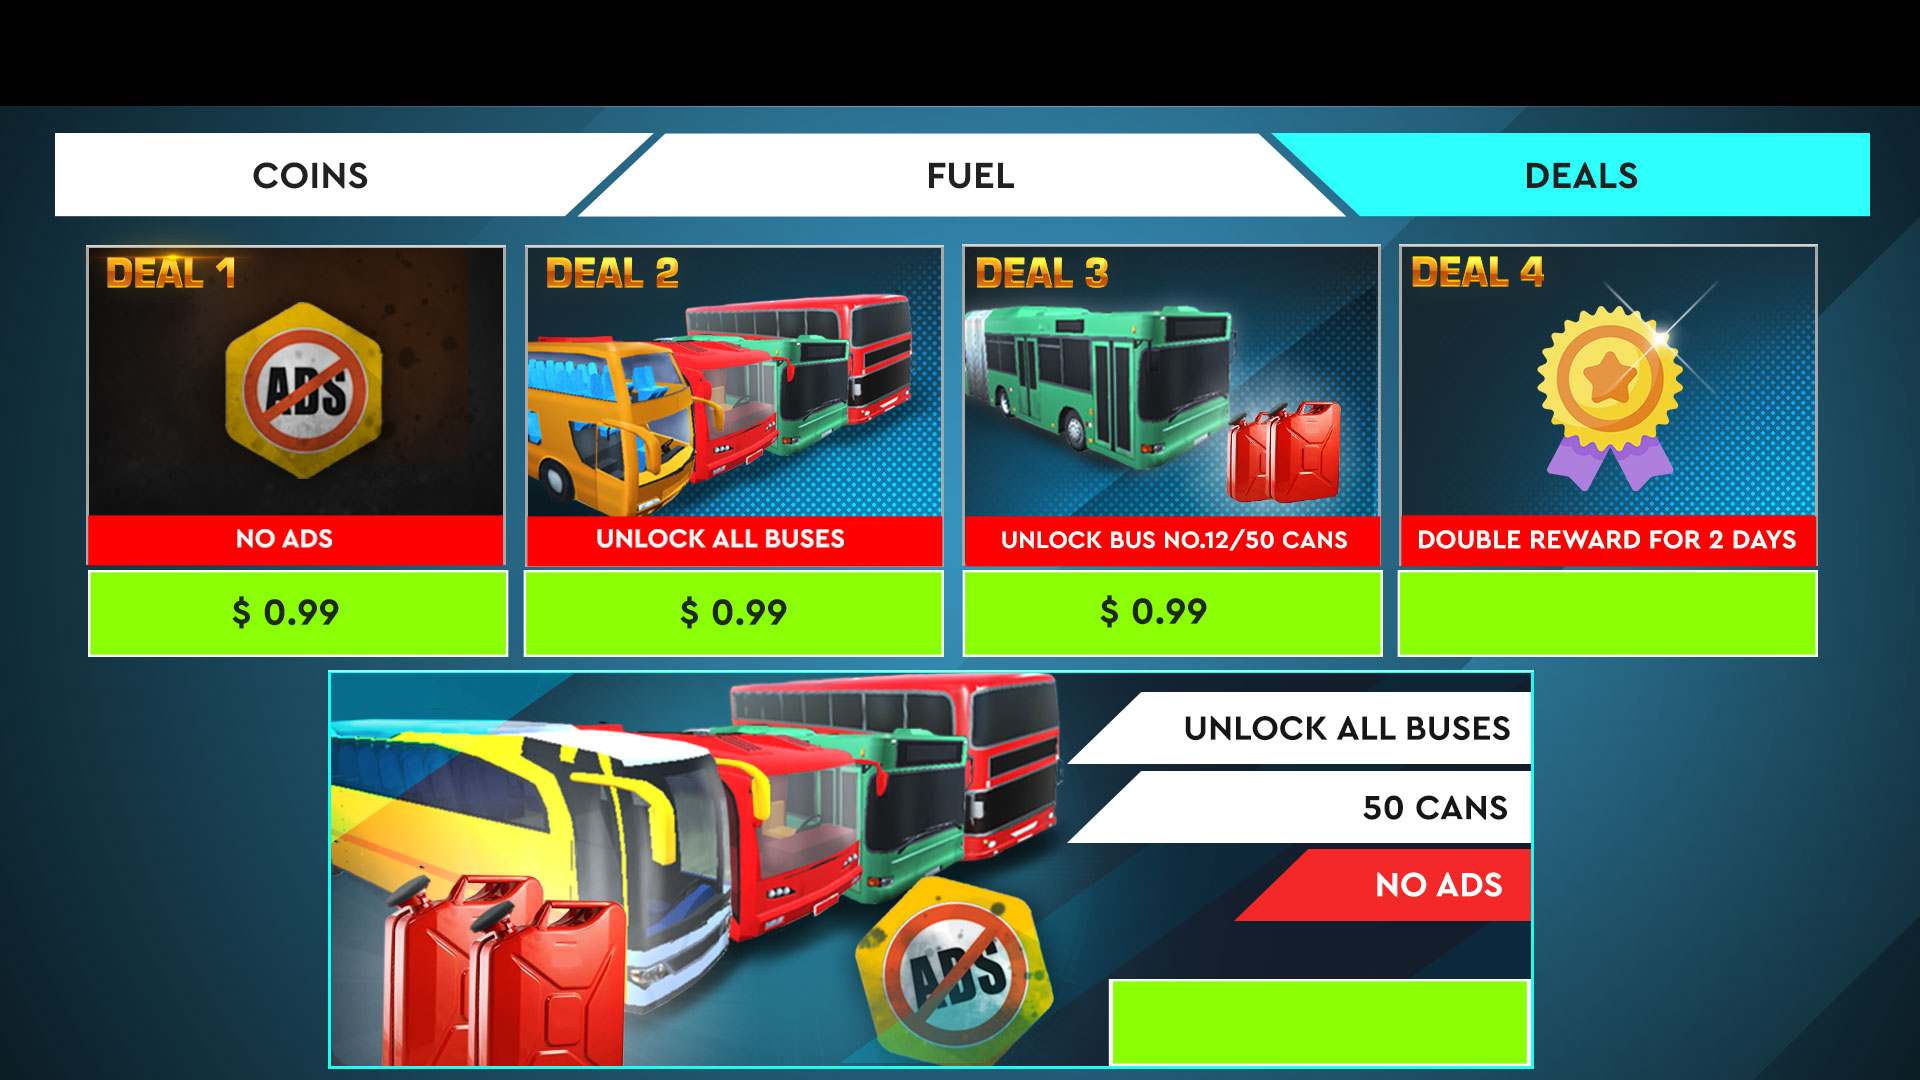 COINS
FUEL
DEALS
DEAL 1
ADS
NO ADS
$ 0.99
DEAL 2
UNLOCK ALL BUSES
$ 0.99
DEAL 3
UNLOCK BUS NO.12/50 CANS
$ 0.99
DEAL 4
DOUBLE REWARD FOR 2 DAYS
UNLOCK ALL BUSES
50 CANS
NO ADS
ADS